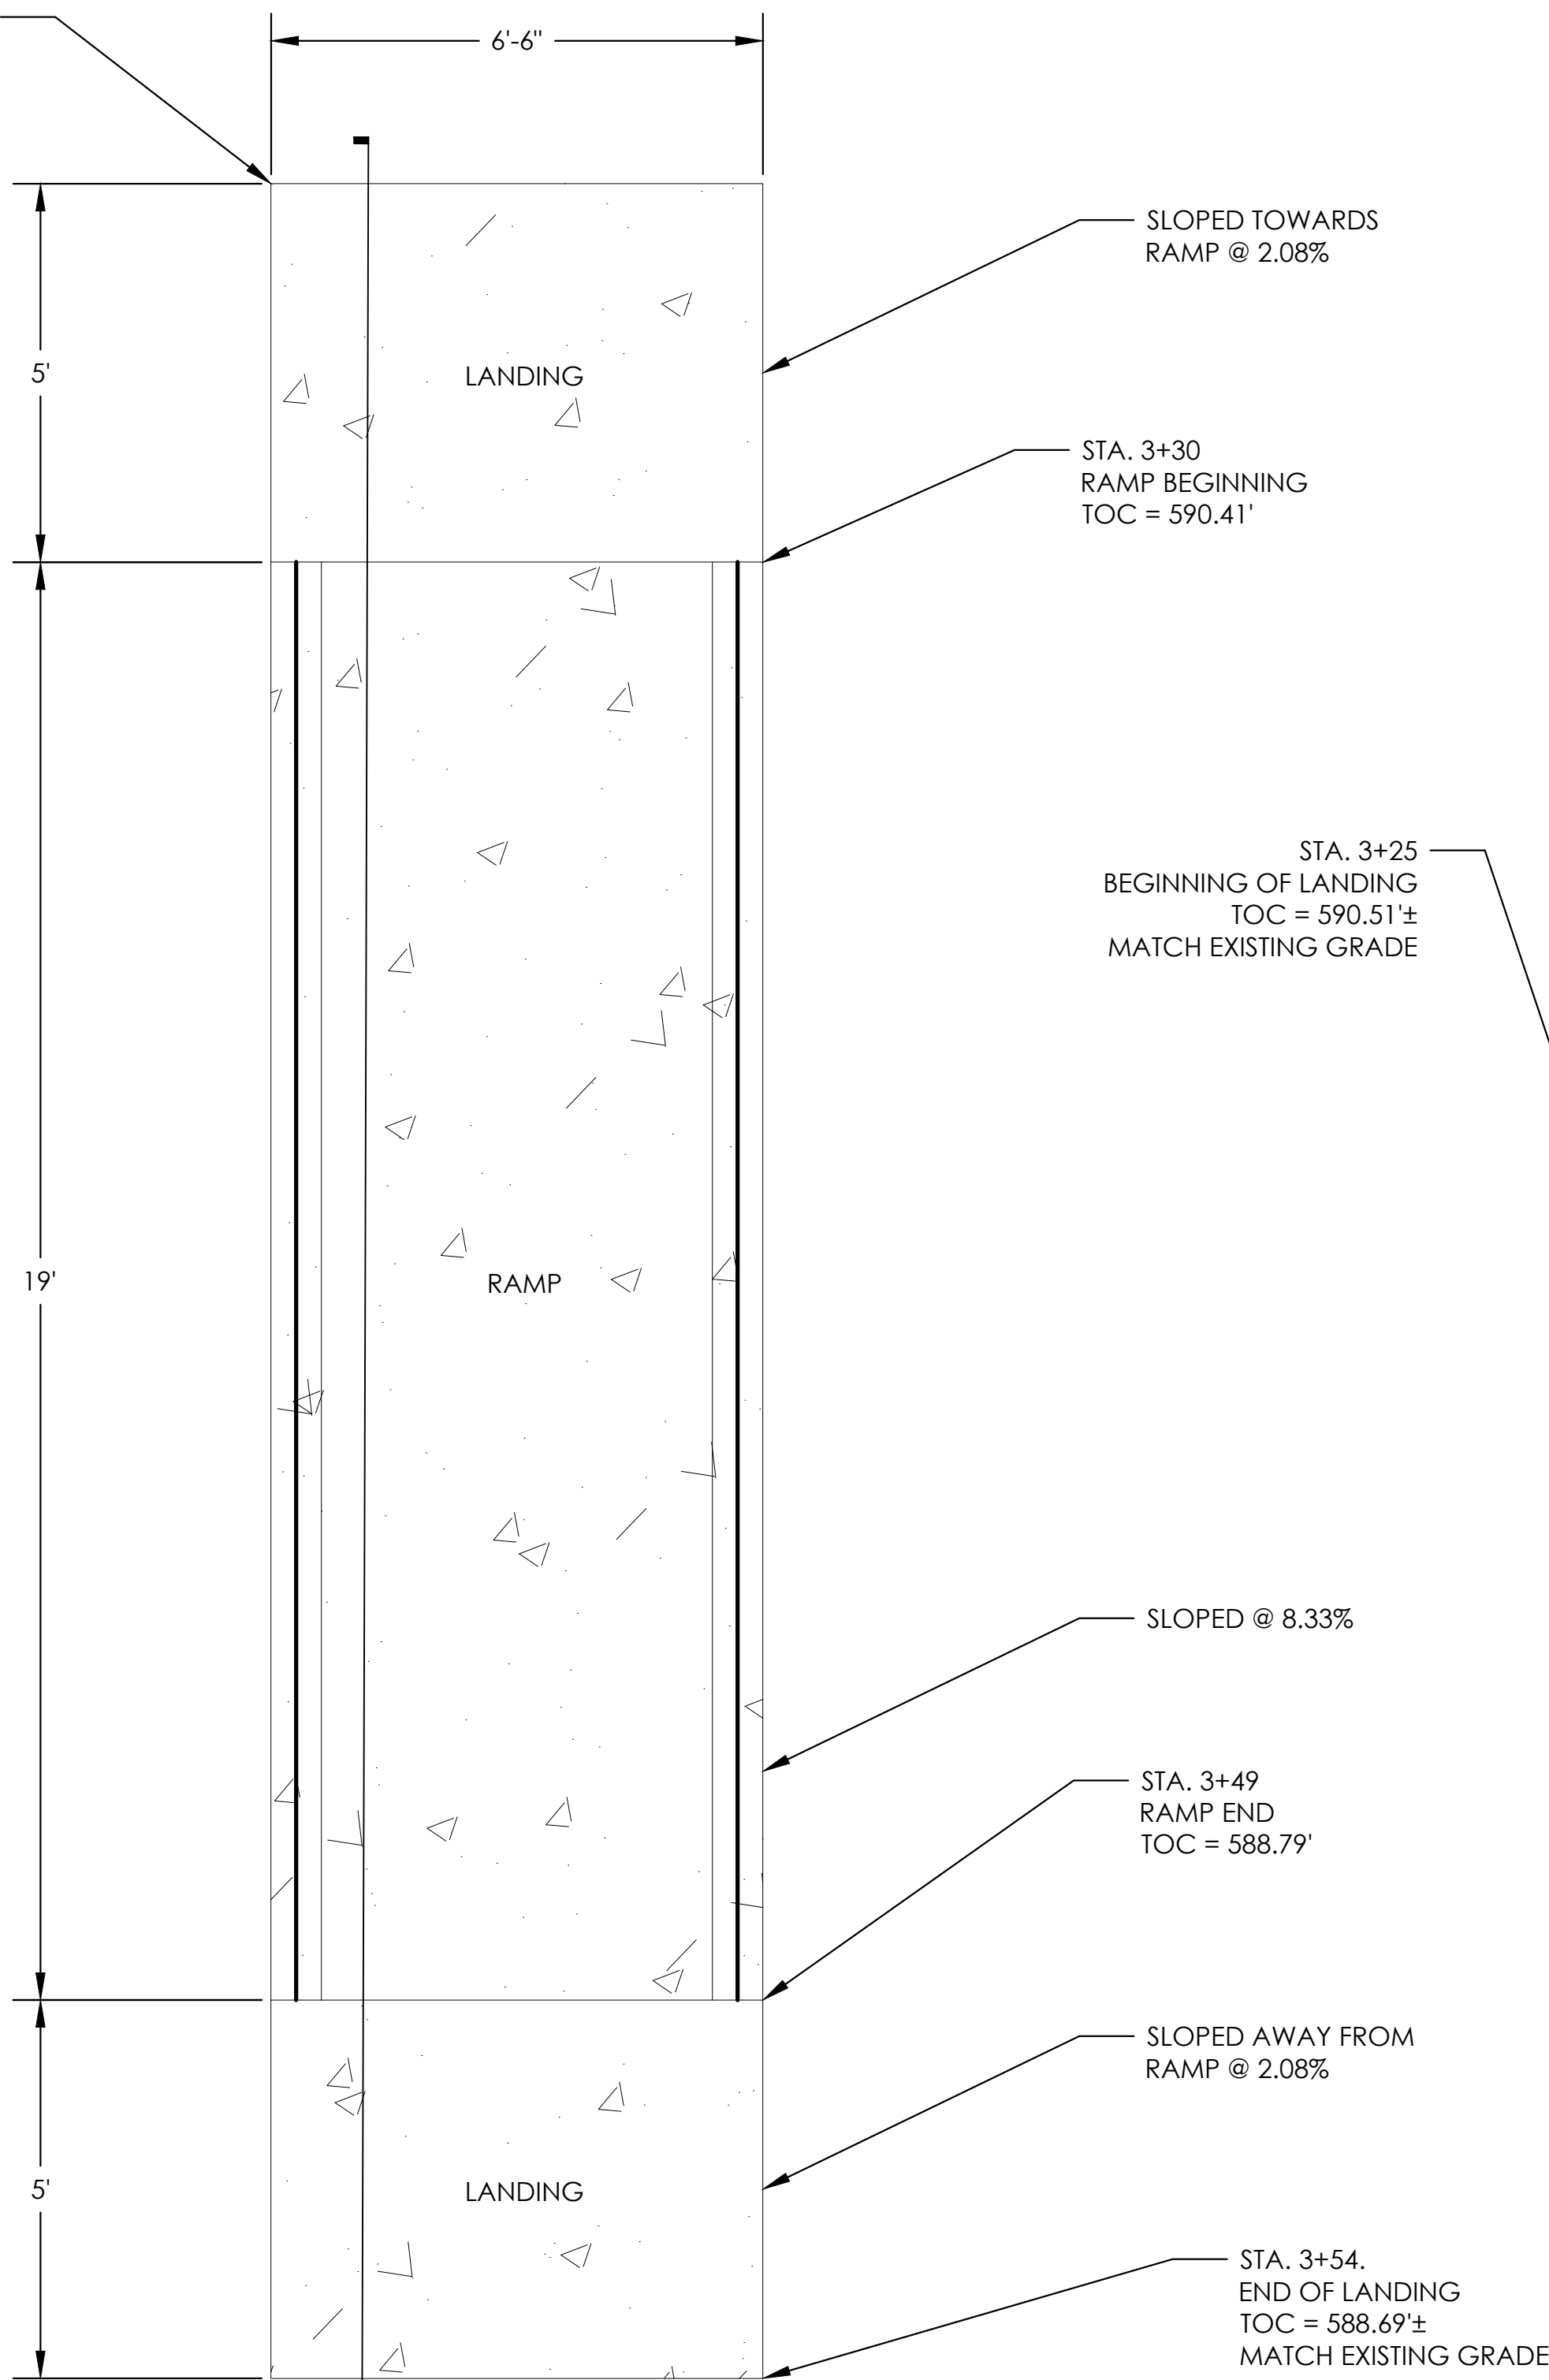 6'-6"
SLOPED TOWARDS
RAMP @ 2.08%
5'
LANDING
STA. 3+30
RAMP BEGINNING
TOC = 590.41'
STA. 3+25
BEGINNING OF LANDING
TOC = 590.51'±
MATCH EXISTING GRADE
19'
RAMP
SLOPED @ 8.33%
STA. 3+49
RAMP END
TOC = 588.79'
SLOPED AWAY FROM
RAMP @ 2.08%
5'
LANDING
STA. 3+54.
END OF LANDING
TOC = 588.69'±
MATCH EXISTING GRADE